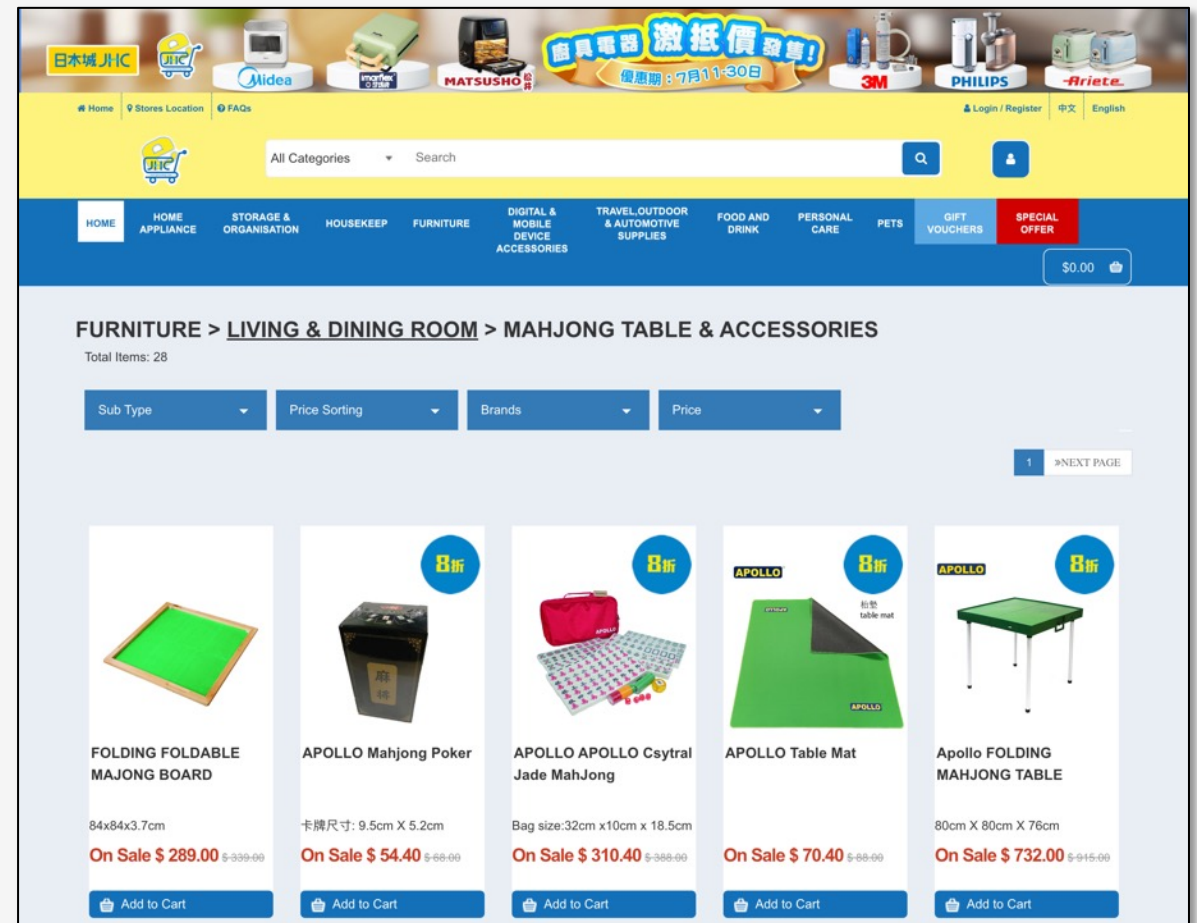 日本城 JHC
JHC
Midea
imarflex
MATSUSHO 松井
廚具電器 激抵價 發售!
優惠期:7月11-30日
3M
PHILIPS
Ariete
Home Stores Location FAQs Login / Register 中文 English
JHC
All Categories Search
HOME
HOME APPLIANCE
STORAGE & ORGANISATION
HOUSEKEEP
FURNITURE
DIGITAL & MOBILE DEVICE ACCESSORIES
TRAVEL,OUTDOOR & AUTOMOTIVE SUPPLIES
FOOD AND DRINK
PERSONAL CARE
PETS
GIFT VOUCHERS
SPECIAL OFFER
$0.00
FURNITURE > LIVING & DINING ROOM > MAHJONG TABLE & ACCESSORIES
Total Items: 28
Sub Type Price Sorting Brands Price
1 »NEXT PAGE
FOLDING FOLDABLE
MAJONG BOARD
84x84x3.7cm
On Sale $ 289.00 $ 339.00
Add to Cart
8折
麻將
APOLLO Mahjong Poker
卡牌尺寸: 9.5cm X 5.2cm
On Sale $ 54.40 $ 68.00
Add to Cart
8折
APOLLO
APOLLO APOLLO Csytral
Jade MahJong
Bag size:32cm x10cm x 18.5cm
On Sale $ 310.40 $ 388.00
Add to Cart
APOLLO
8折
枱墊
table mat
APOLLO
APOLLO
APOLLO Table Mat
On Sale $ 70.40 $ 88.00
Add to Cart
APOLLO
8折
Apollo FOLDING
MAHJONG TABLE
80cm X 80cm X 76cm
On Sale $ 732.00 $ 915.00
Add to Cart